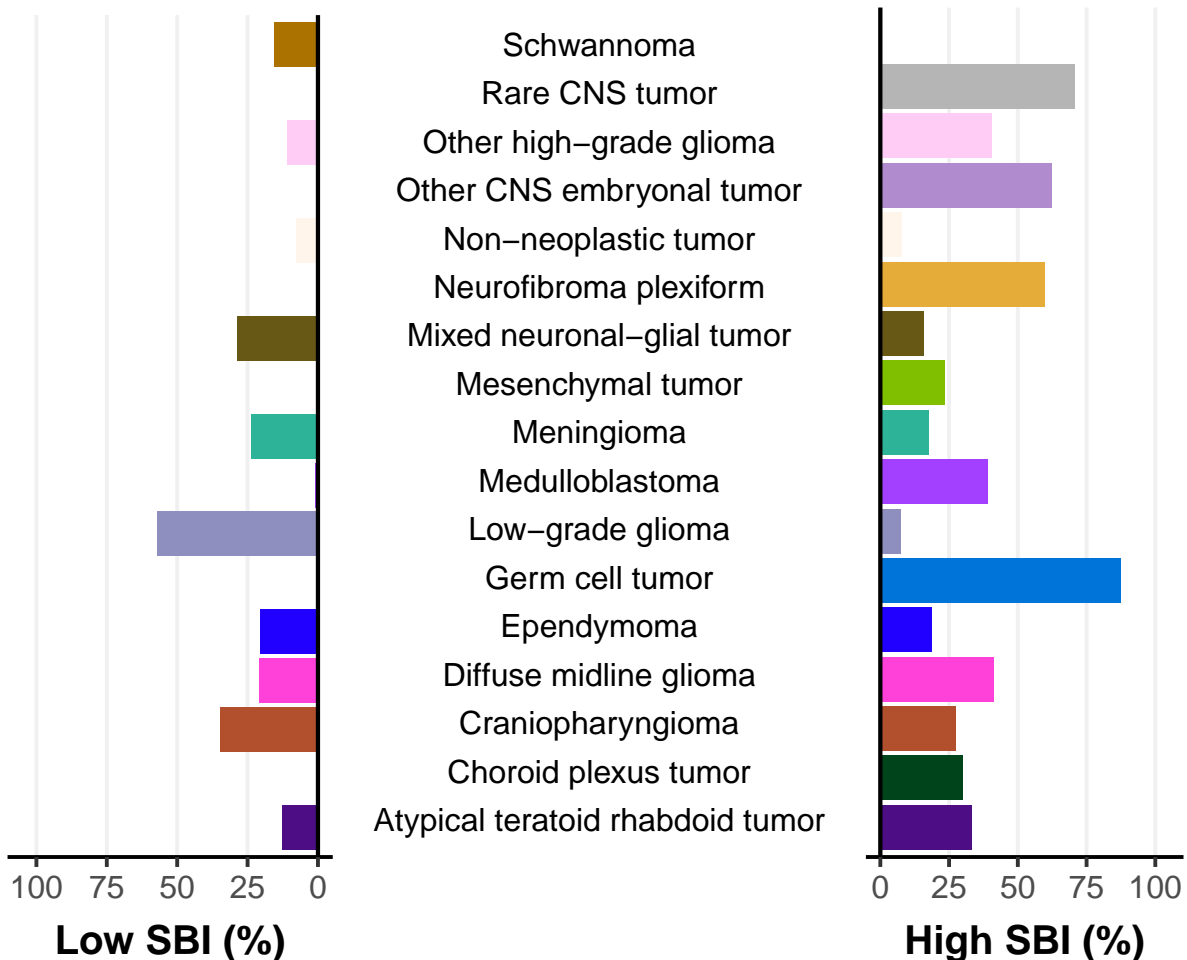 Schwannoma
Rare CNS tumor
Other high−grade glioma
Other CNS embryonal tumor
Non−neoplastic tumor
Neurofibroma plexiform
Mixed neuronal−glial tumor
Mesenchymal tumor
Meningioma
Medulloblastoma
Low−grade glioma
Germ cell tumor
Ependymoma
Diffuse midline glioma
Craniopharyngioma
Choroid plexus tumor
Atypical teratoid rhabdoid tumor
100 75 50 25 0
0 25 50 75 100
Low SBI (%)
High SBI (%)